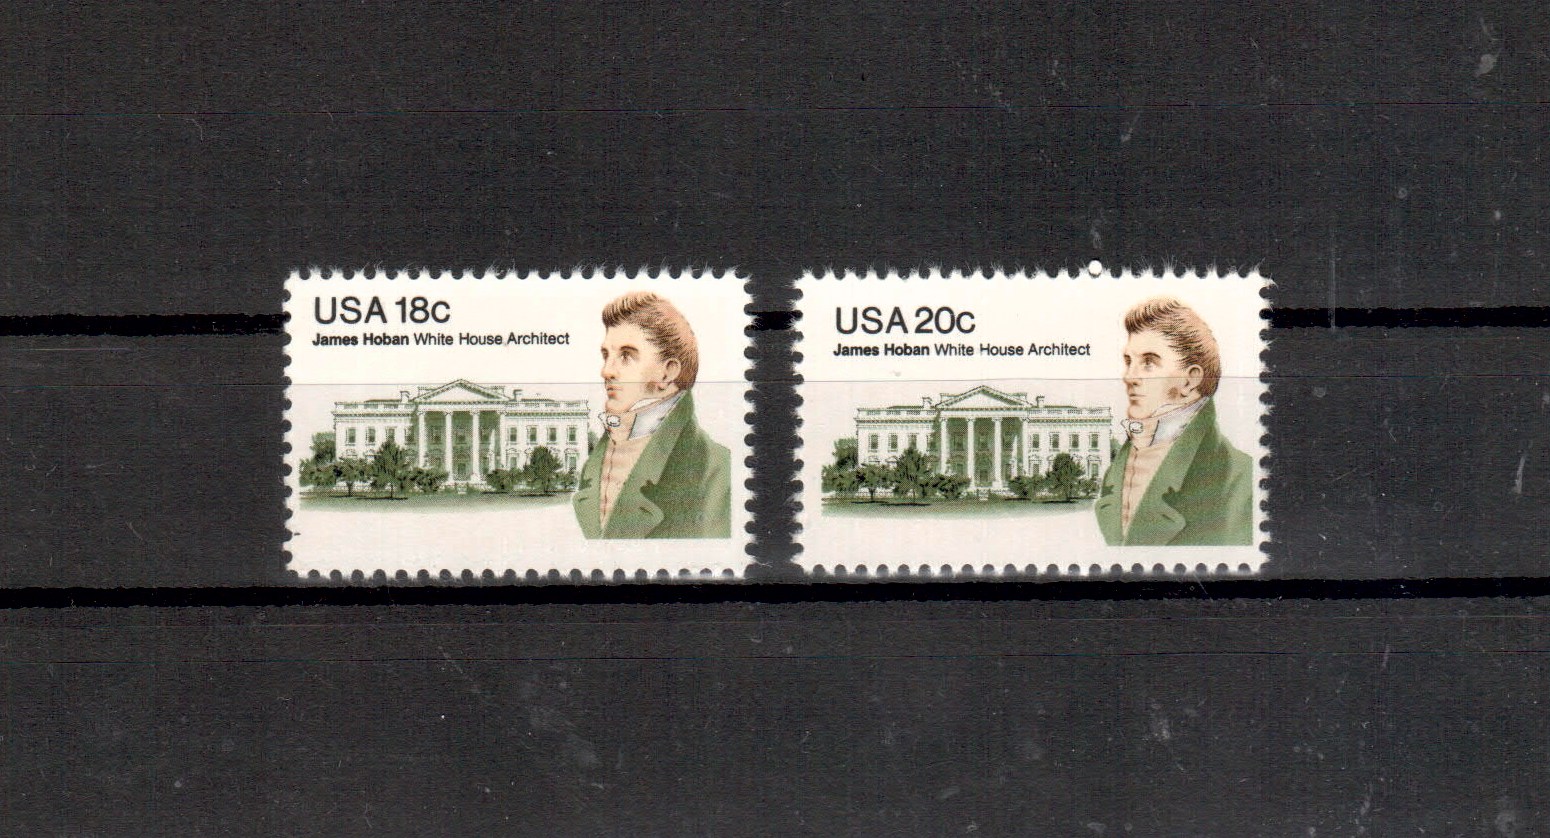 USA 18c
James Hoban White House Architect
USA 20c
James Hoban White House Architect